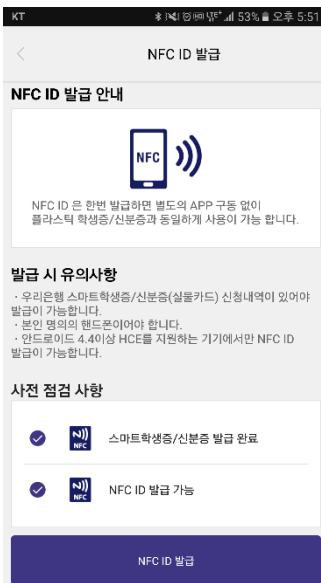 KT 53% 오후 5:51
NFC ID 발급
NFC ID 발급 안내
NFC
NFC ID 은 한번 발급하면 별도의 APP 구동 없이
플라스틱 학생증/신분증과 동일하게 사용이 가능 합니다.
발급 시 유의사항
· 우리은행 스마트학생증/신분증(실물카드) 신청내역이 있어야
발급이 가능합니다.
· 본인 명의의 핸드폰이어야 합니다.
· 안드로이드 4.4이상 HCE를 지원하는 기기에서만 NFC ID
발급이 가능합니다.
사전 점검 사항
NFC 스마트학생증/신분증 발급 완료
NFC NFC ID 발급 가능
NFC ID 발급